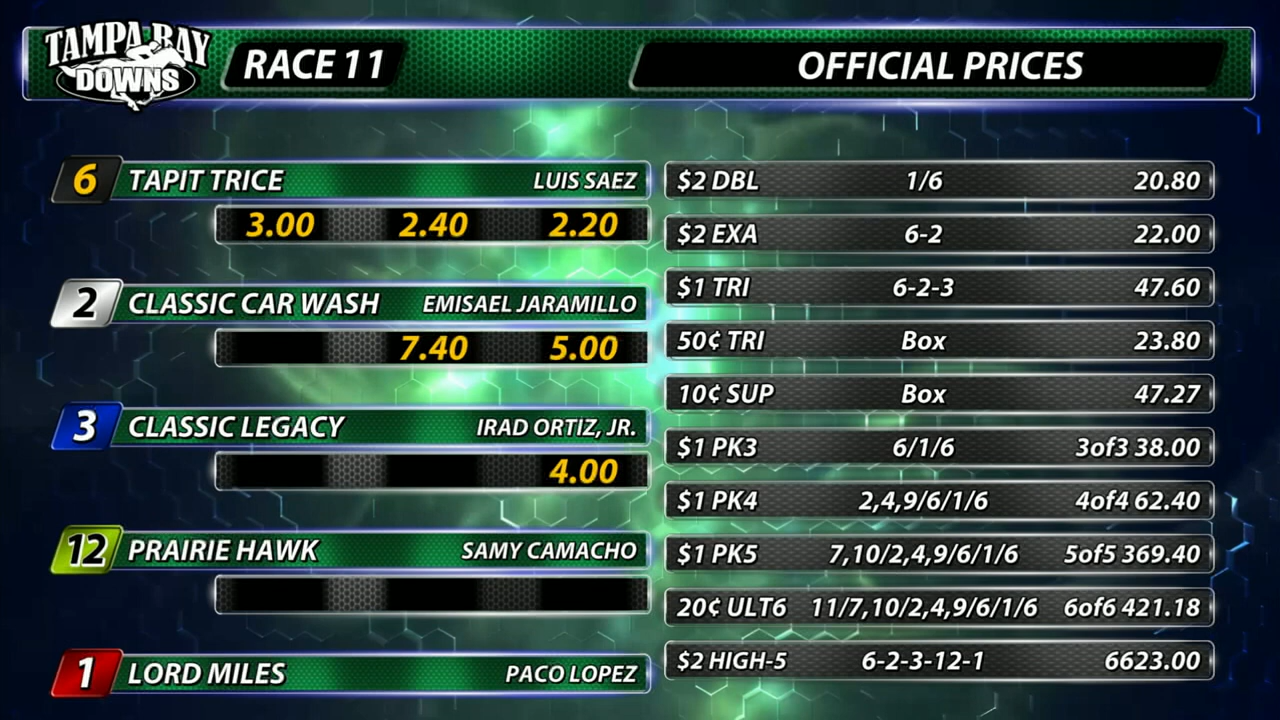 TAMPA BAY DOWNS
RACE 11
OFFICIAL PRICES
6 TAPIT TRICE LUIS SAEZ
3.00 2.40 2.20
2 CLASSIC CAR WASH EMISAEL JARAMILLO
7.40 5.00
3 CLASSIC LEGACY IRAD ORTIZ, JR.
4.00
12 PRAIRIE HAWK SAMY CAMACHO
1 LORD MILES PACO LOPEZ
$2 DBL 1/6 20.80
$2 EXA 6-2 22.00
$1 TRI 6-2-3 47.60
50¢ TRI Box 23.80
10¢ SUP Box 47.27
$1 PK3 6/1/6 3of3 38.00
$1 PK4 2,4,9/6/1/6 4of4 62.40
$1 PK5 7,10/2,4,9/6/1/6 5of5 369.40
20¢ ULT6 11/7,10/2,4,9/6/1/6 6of6 421.18
$2 HIGH-5 6-2-3-12-1 6623.00